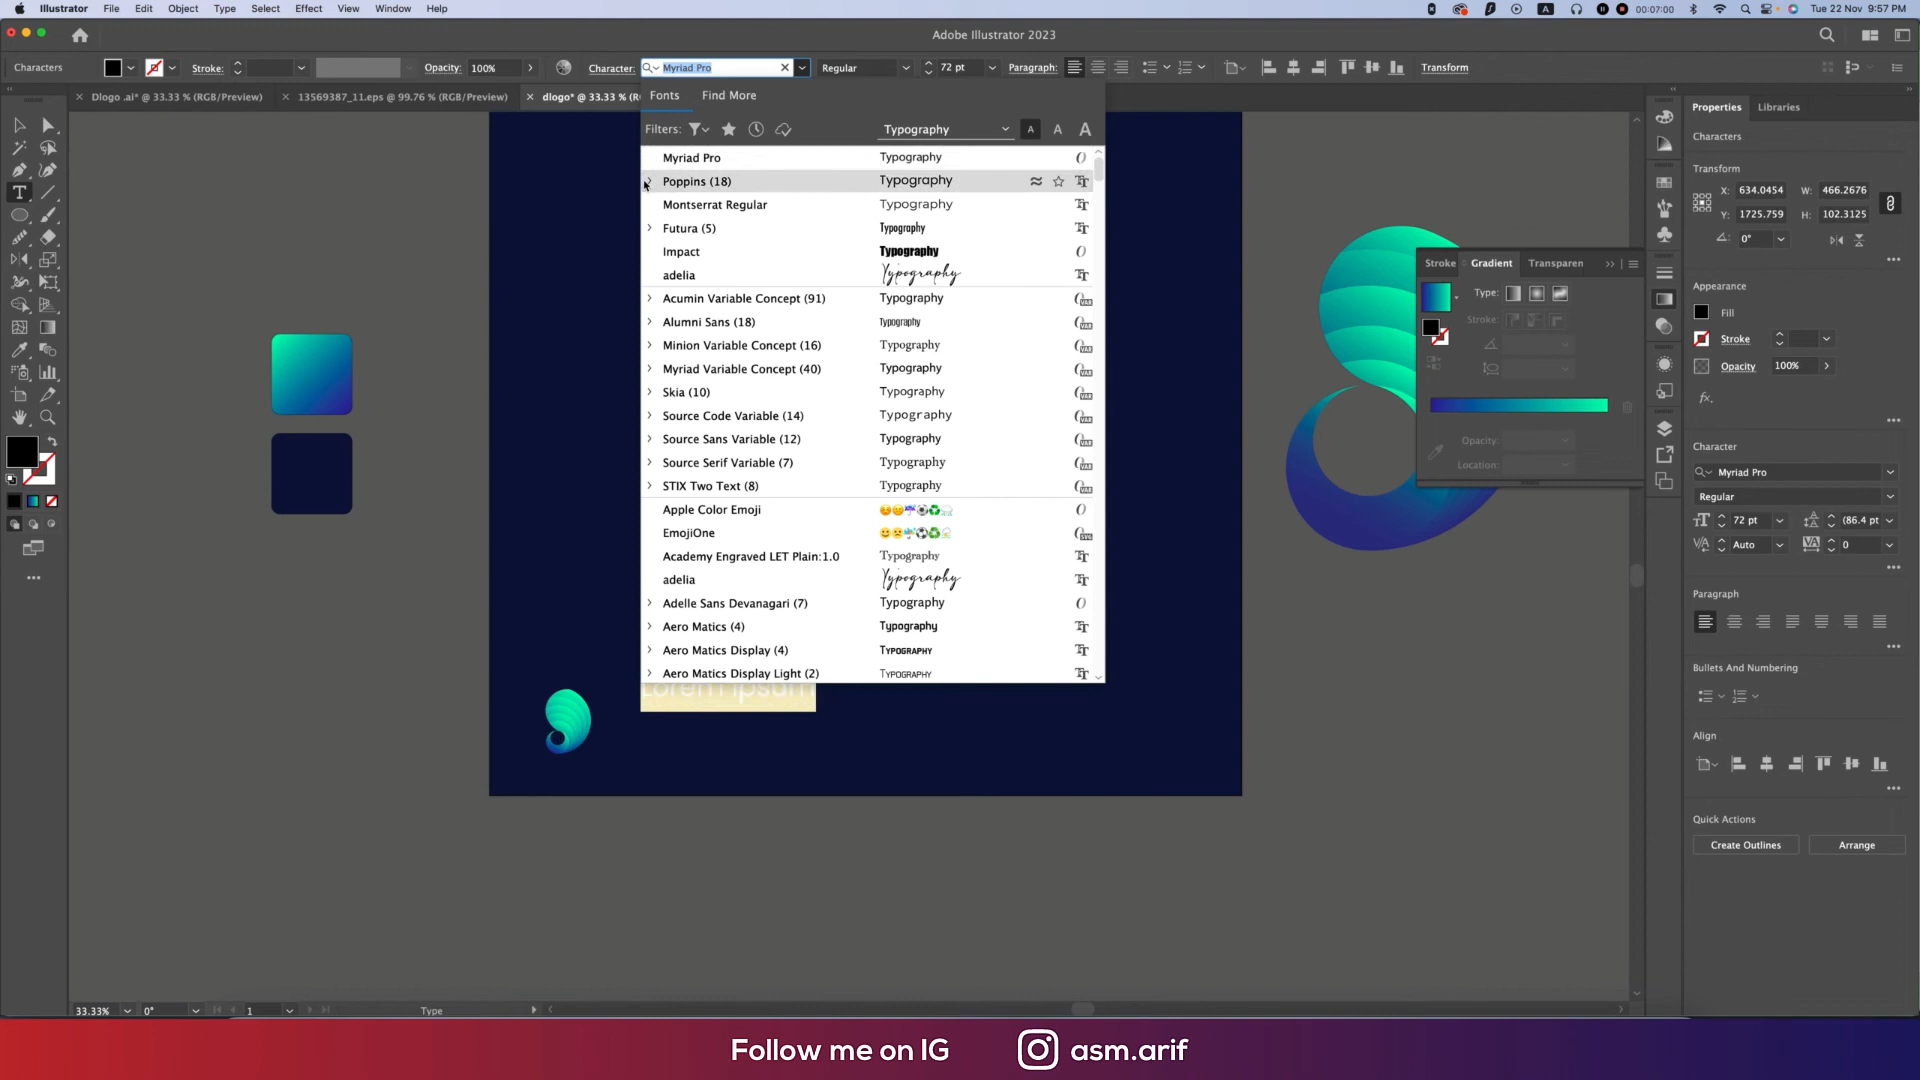 Illustrator File Edit Object Type Select Effect View Window Help
A 00:07:00 Tue 22 Nov 9:57 PM
Adobe Illustrator 2023
Characters Stroke: Opacity: 100% Character: Myriad Pro Regular 72 pt Paragraph: Transform
Dlogo .ai* @ 33.33 % (RGB/Preview) 13569387_11.eps @ 99.76 % (RGB/Preview) dlogo* @ 33.33 %
Fonts Find More
Filters: Typography A A A
Myriad Pro Typography
Poppins (18) Typography
Montserrat Regular Typography
Futura (5) Typography
Impact Typography
adelia Typography
Acumin Variable Concept (91) Typography
Alumni Sans (18) Typography
Minion Variable Concept (16) Typography
Myriad Variable Concept (40) Typography
Skia (10) Typography
Source Code Variable (14) Typography
Source Sans Variable (12) Typography
Source Serif Variable (7) Typography
STIX Two Text (8) Typography
Apple Color Emoji
EmojiOne
Academy Engraved LET Plain:1.0 Typography
adelia Typography
Adelle Sans Devanagari (7) Typography
Aero Matics (4) Typography
Aero Matics Display (4) Typography
Aero Matics Display Light (2) Typography
Lorem ipsum
Stroke Gradient Transparen
Type:
Stroke:
Opacity:
Location:
Properties Libraries
Characters
Transform
X: 634.0454 W: 466.2676
Y: 1725.759 H: 102.3125
0°
Appearance
Fill
Stroke
Opacity 100%
fx.
Character
Myriad Pro
Regular
72 pt (86.4 pt
Auto 0
Paragraph
Bullets And Numbering
Align
Quick Actions
Create Outlines Arrange
33.33% 0° 1 Type
Follow me on IG asm.arif